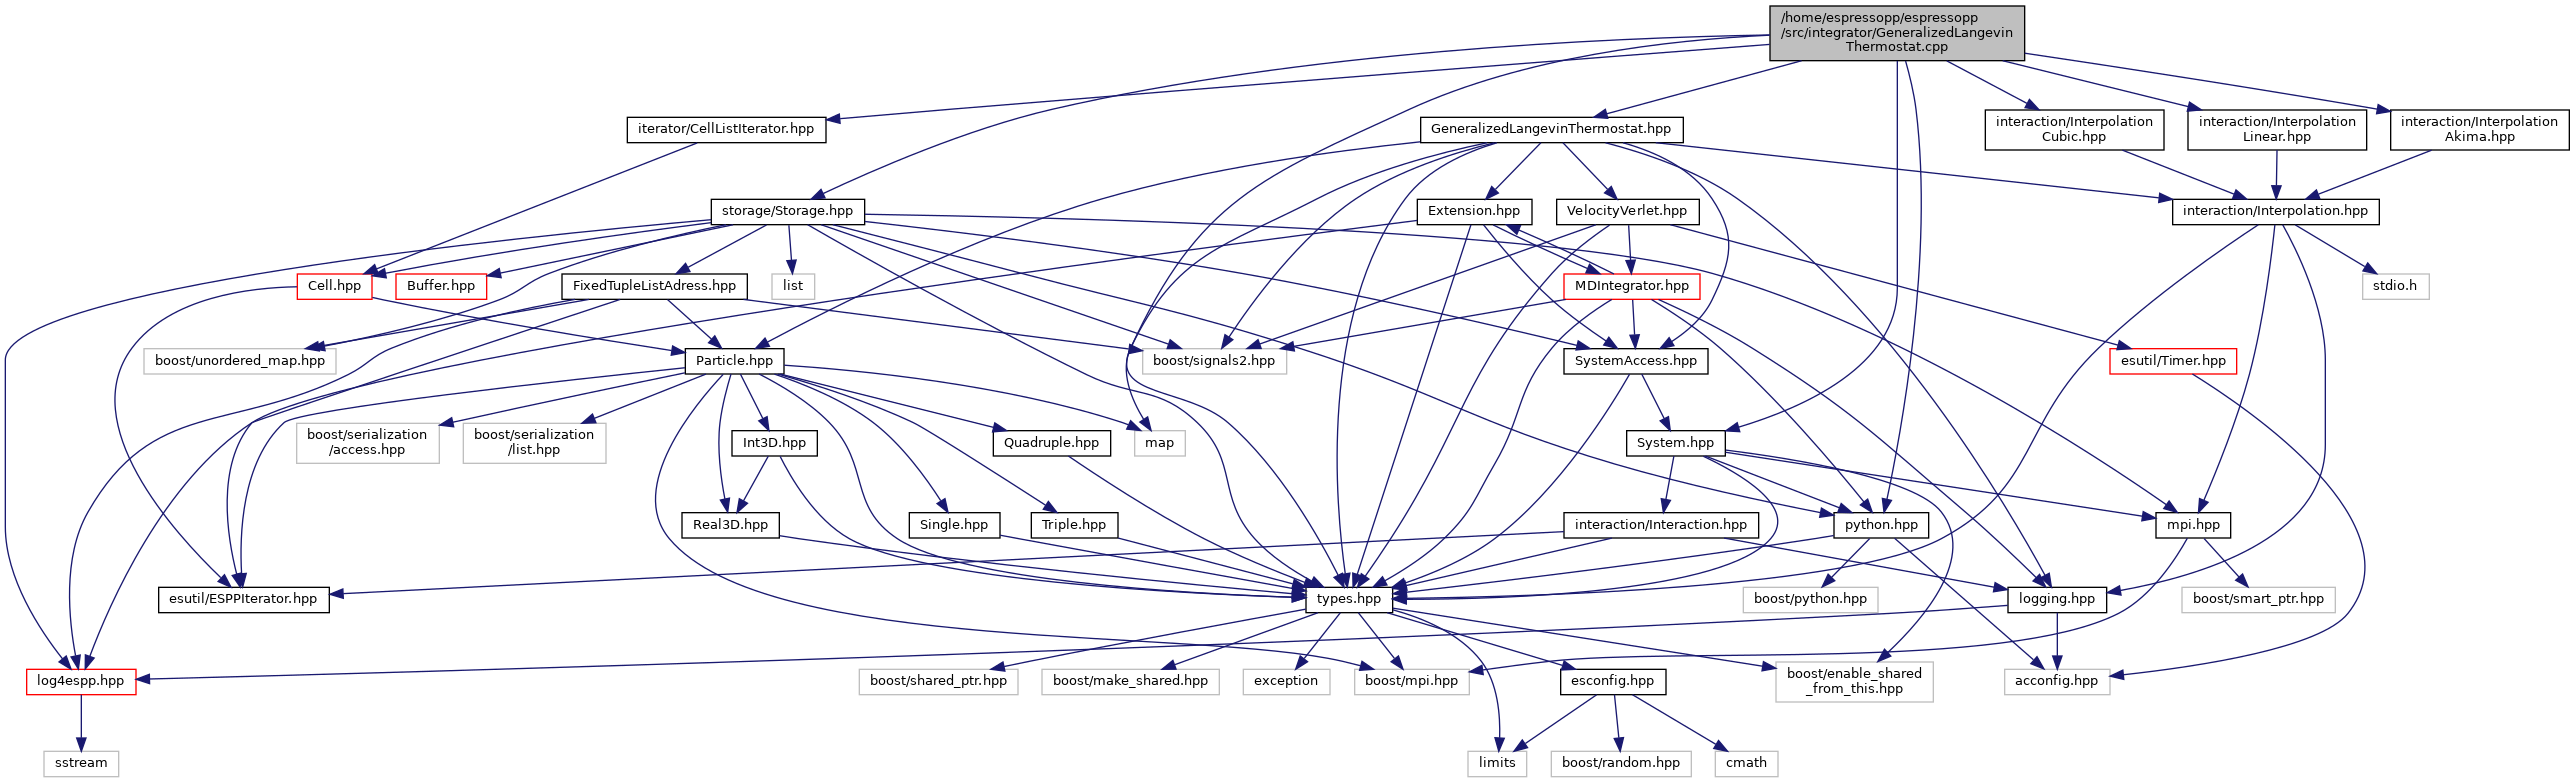 /home/espressopp/espressopp
/src/integrator/GeneralizedLangevin
Thermostat.cpp
iterator/CellListIterator.hpp
GeneralizedLangevinThermostat.hpp
interaction/Interpolation
Cubic.hpp
interaction/Interpolation
Linear.hpp
interaction/Interpolation
Akima.hpp
storage/Storage.hpp
Extension.hpp
VelocityVerlet.hpp
interaction/Interpolation.hpp
Cell.hpp
Buffer.hpp
FixedTupleListAdress.hpp
list
MDIntegrator.hpp
stdio.h
boost/unordered_map.hpp
Particle.hpp
boost/signals2.hpp
SystemAccess.hpp
esutil/Timer.hpp
boost/serialization
/access.hpp
boost/serialization
/list.hpp
Int3D.hpp
Quadruple.hpp
map
System.hpp
Real3D.hpp
Single.hpp
Triple.hpp
interaction/Interaction.hpp
python.hpp
mpi.hpp
esutil/ESPPIterator.hpp
types.hpp
boost/python.hpp
logging.hpp
boost/smart_ptr.hpp
log4espp.hpp
boost/shared_ptr.hpp
boost/make_shared.hpp
exception
boost/mpi.hpp
esconfig.hpp
boost/enable_shared
_from_this.hpp
acconfig.hpp
sstream
limits
boost/random.hpp
cmath